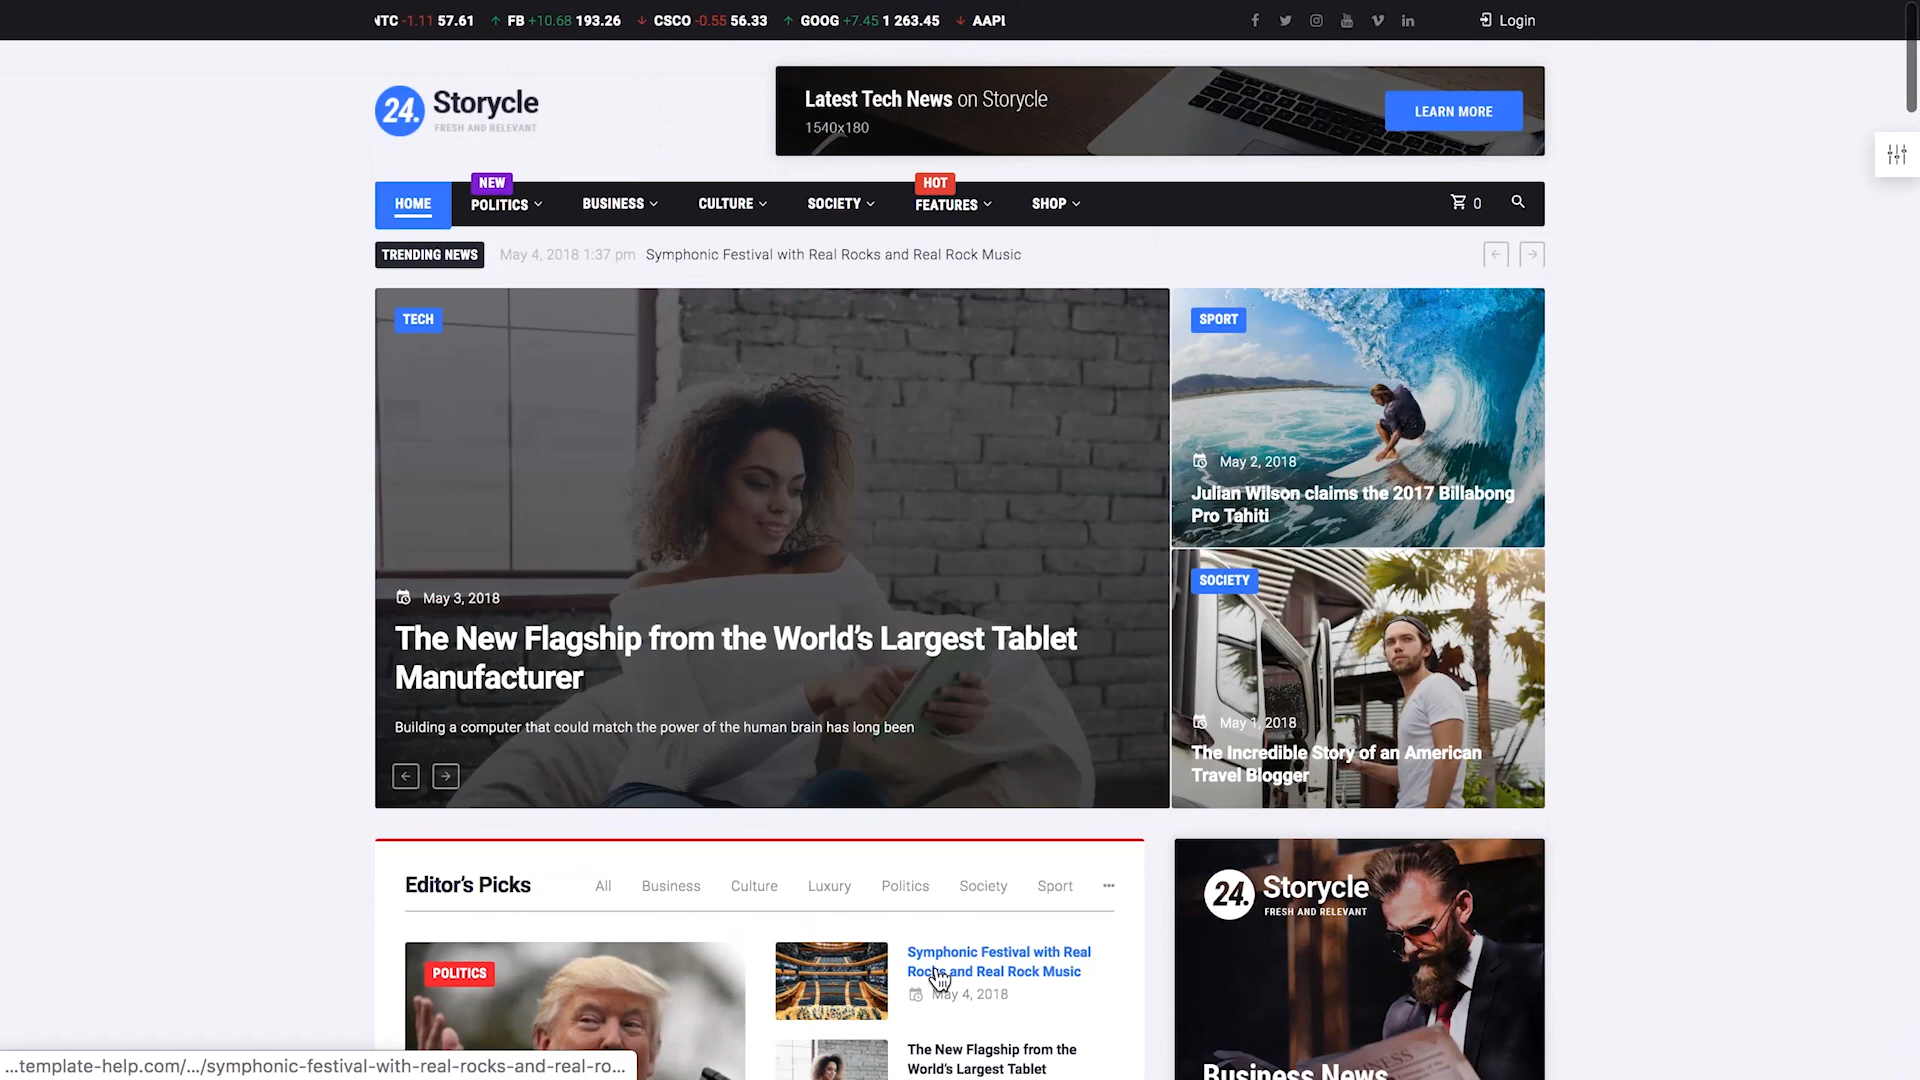 NTC -1.11 57.61 FB +10.68 193.26 CSCO -0.55 56.33 GOOG +7.45 1 263.45 AAPL
Login
24. Storycle
FRESH AND RELEVANT
Latest Tech News on Storycle
1540x180
LEARN MORE
NEW
HOT
HOME POLITICS BUSINESS CULTURE SOCIETY FEATURES SHOP 0
TRENDING NEWS May 4, 2018 1:37 pm Symphonic Festival with Real Rocks and Real Rock Music
TECH
May 3, 2018
The New Flagship from the World's Largest Tablet
Manufacturer
Building a computer that could match the power of the human brain has long been
SPORT
May 2, 2018
Julian Wilson claims the 2017 Billabong
Pro Tahiti
SOCIETY
May 1, 2018
The Incredible Story of an American
Travel Blogger
Editor's Picks All Business Culture Luxury Politics Society Sport ...
POLITICS
Symphonic Festival with Real
Rocks and Real Rock Music
May 4, 2018
The New Flagship from the
World's Largest Tablet
24. Storycle
FRESH AND RELEVANT
Business News
...template-help.com/.../symphonic-festival-with-real-rocks-and-real-ro...